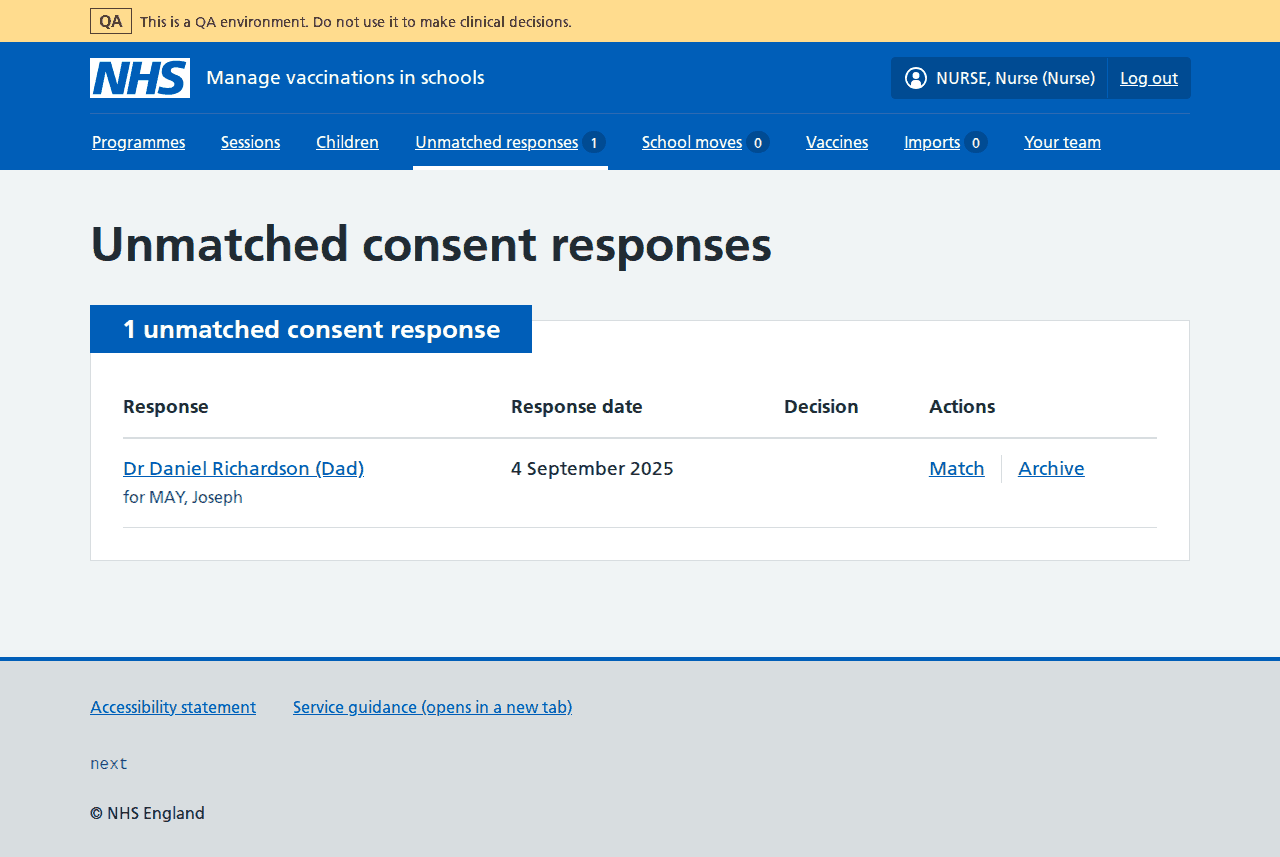 QA This is a QA environment. Do not use it to make clinical decisions.
NHS Manage vaccinations in schools NURSE, Nurse (Nurse) Log out
Programmes Sessions Children Unmatched responses 1 School moves 0 Vaccines Imports 0 Your team
Unmatched consent responses
1 unmatched consent response
Response Response date Decision Actions
Dr Daniel Richardson (Dad) 4 September 2025 Match Archive
for MAY, Joseph
Accessibility statement Service guidance (opens in a new tab)
next
© NHS England